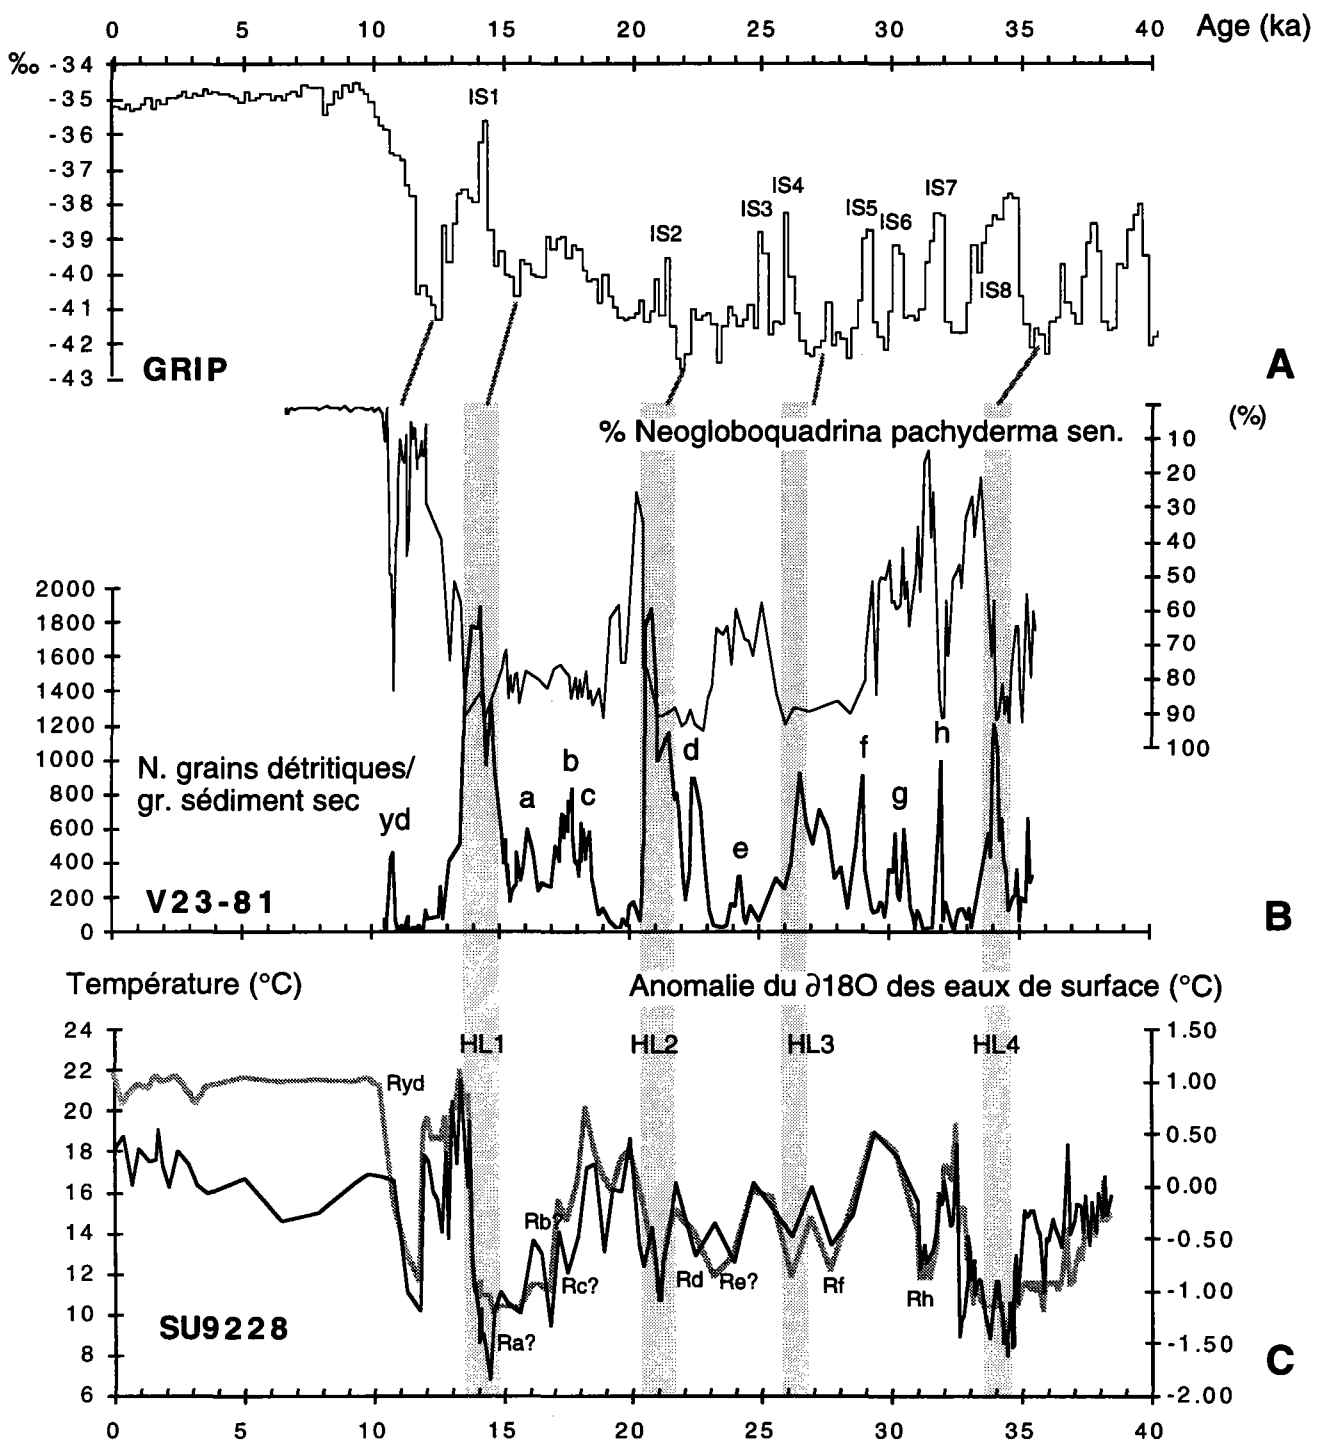 0 5 10 15 20 25 30 35 40 Age (ka)
‰ -34
-35
-36
-37
-38
-39
-40
-41
-42
-43
IS1
IS2
IS3
IS4
IS5
IS6
IS7
IS8
GRIP
A
(%)
% Neogloboquadrina pachyderma sen.
10
20
30
40
50
60
70
80
90
100
2000
1800
1600
1400
1200
1000
800
600
400
200
0
N. grains détritiques/
gr. sédiment sec
yd
a
b
c
d
e
f
g
h
V23-81
B
Température (°C)
Anomalie du ∂18O des eaux de surface (°C)
24
22
20
18
16
14
12
10
8
6
HL1
HL2
HL3
HL4
1.50
1.00
0.50
0.00
-0.50
-1.00
-1.50
-2.00
Ryd
Rb?
Rc?
Ra?
Rd
Re?
Rf
Rh
SU9228
C
0 5 10 15 20 25 30 35 40